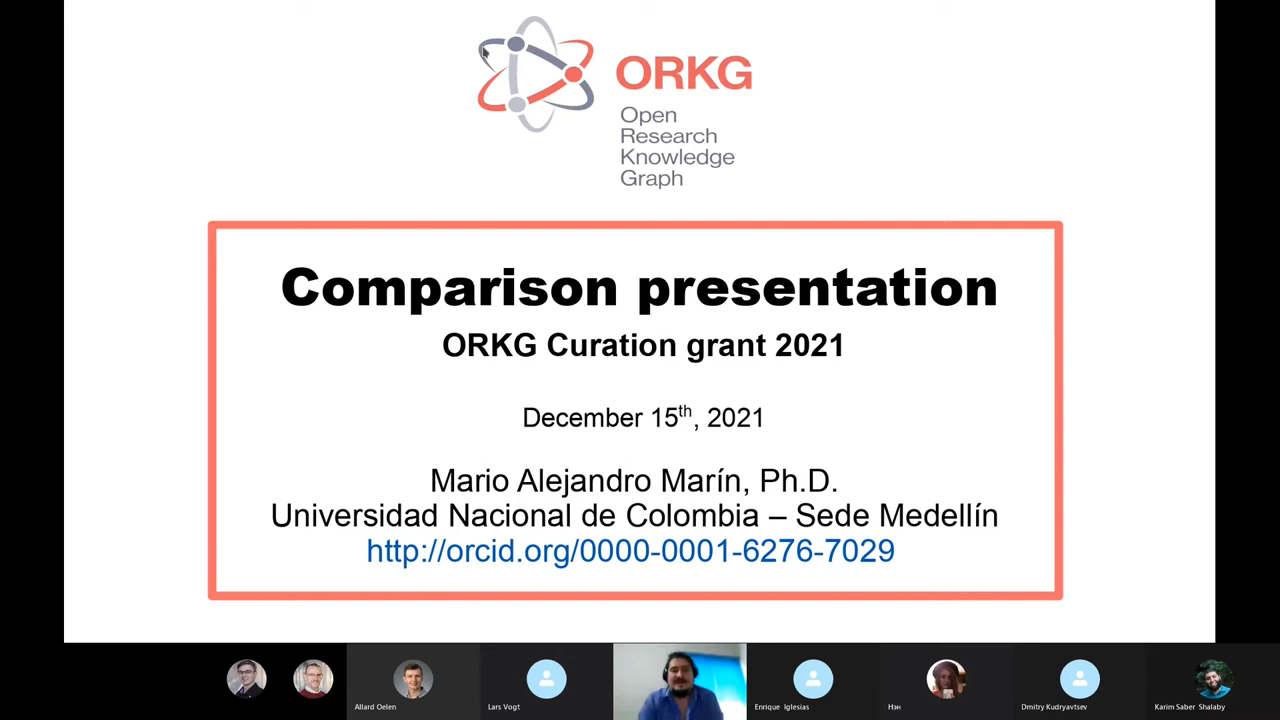 ORKG
Open
Research
Knowledge
Graph
Comparison presentation
ORKG Curation grant 2021
December 15th, 2021
Mario Alejandro Marín, Ph.D.
Universidad Nacional de Colombia – Sede Medellín
http://orcid.org/0000-0001-6276-7029
Allard Oelen
Lars Vogt
Enrique Iglesias
Нэн
Dmitry Kudryavtsev
Karim Saber Shalaby